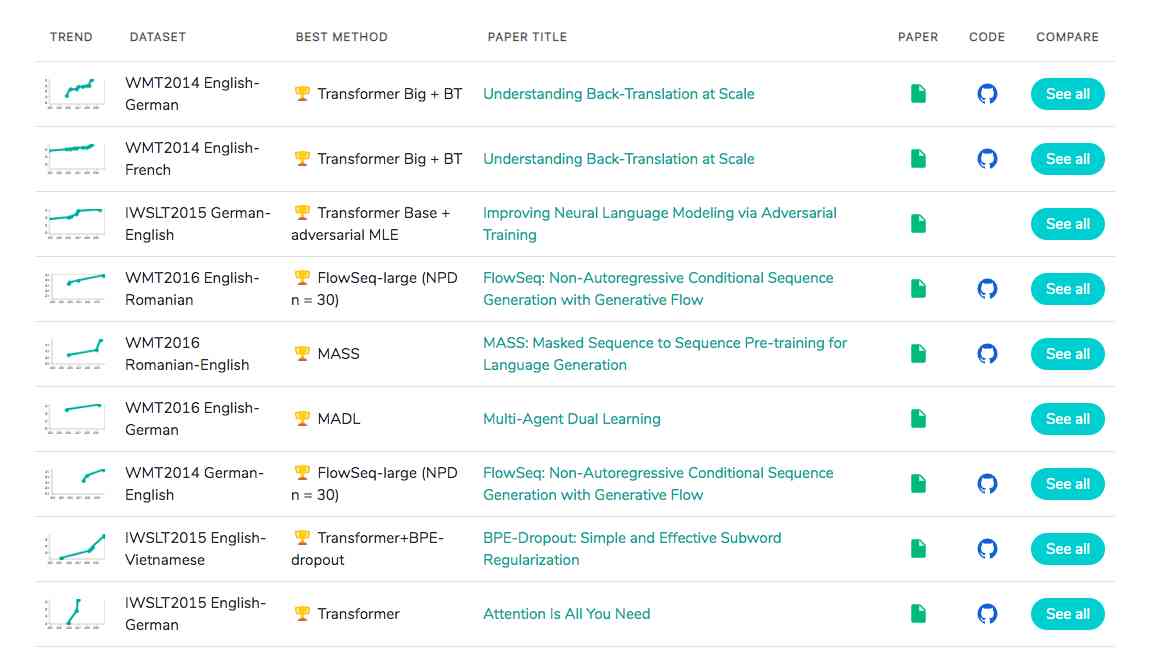 TREND DATASET BEST METHOD PAPER TITLE PAPER CODE COMPARE
WMT2014 English-
German
Transformer Big + BT
Understanding Back-Translation at Scale
See all
WMT2014 English-
French
Transformer Big + BT
Understanding Back-Translation at Scale
See all
IWSLT2015 German-
English
Transformer Base +
adversarial MLE
Improving Neural Language Modeling via Adversarial
Training
See all
WMT2016 English-
Romanian
FlowSeq-large (NPD
n = 30)
FlowSeq: Non-Autoregressive Conditional Sequence
Generation with Generative Flow
See all
WMT2016
Romanian-English
MASS
MASS: Masked Sequence to Sequence Pre-training for
Language Generation
See all
WMT2016 English-
German
MADL
Multi-Agent Dual Learning
See all
WMT2014 German-
English
FlowSeq-large (NPD
n = 30)
FlowSeq: Non-Autoregressive Conditional Sequence
Generation with Generative Flow
See all
IWSLT2015 English-
Vietnamese
Transformer+BPE-
dropout
BPE-Dropout: Simple and Effective Subword
Regularization
See all
IWSLT2015 English-
German
Transformer
Attention Is All You Need
See all